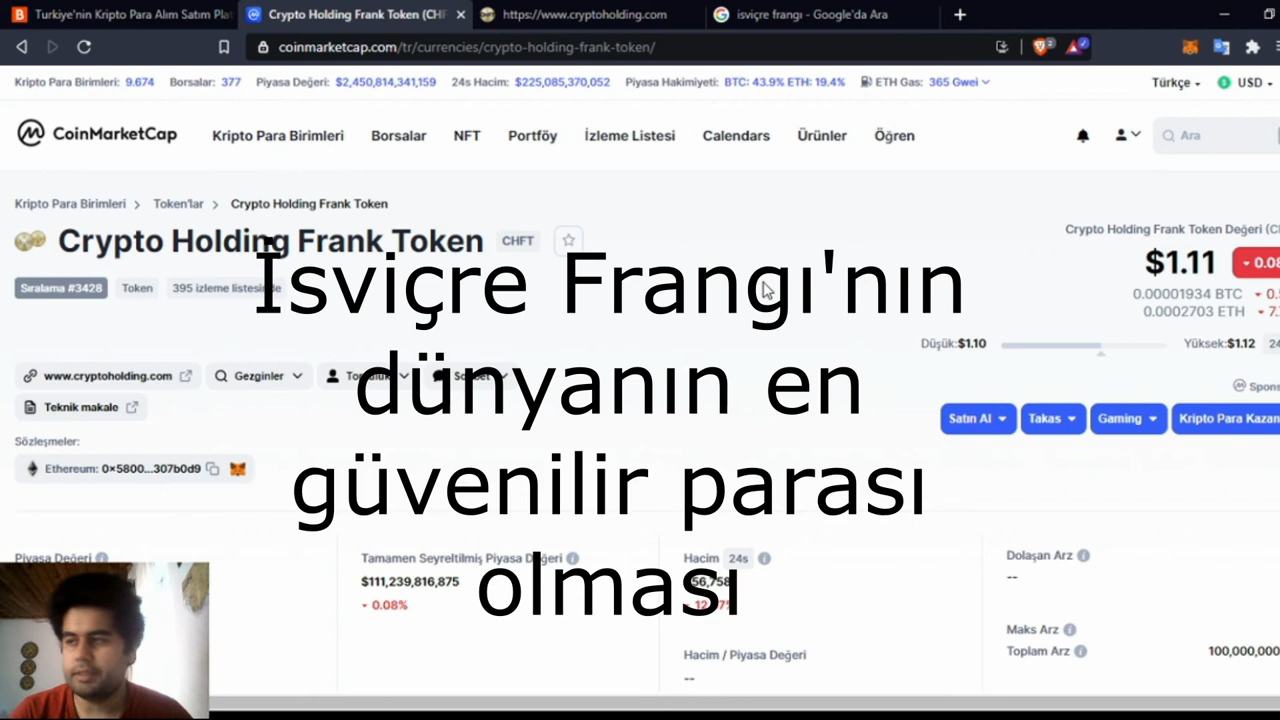 Turkiye'nin Kripto Para Alım Satım Pla
Crypto Holding Frank Token (CHF
https://www.cryptoholding.com
isviçre frangı - Google'da Ara
coinmarketcap.com/tr/currencies/crypto-holding-frank-token/
Kripto Para Birimleri: 9.674 Borsalar: 377 Piyasa Değeri: $2,450,814,341,159 24s Hacim: $225,085,370,052 Piyasa Hakimiyeti: BTC: 43.9% ETH: 19.4% ETH Gas: 365 Gwei
Türkçe USD
CoinMarketCap Kripto Para Birimleri Borsalar NFT Portföy İzleme Listesi Calendars Ürünler Öğren Ara
Kripto Para Birimleri Token'lar Crypto Holding Frank Token
Crypto Holding Frank Token CHFT
Sıralama #3428 Token 395 izleme listesinde
Crypto Holding Frank Token Değeri (C
$1.11 0.08
0.00001934 BTC
0.0002703 ETH
Düşük:$1.10 Yüksek:$1.12 24
İsviçre Frangı'nın
dünyanın en
güvenilir parası
olması
www.cryptoholding.com Gezginler
Teknik makale
Spons
Satın Al Takas Gaming Kripto Para Kazan
Sözleşmeler:
Ethereum: 0x5800...307b0d9
Piyasa Değeri
Tamamen Seyreltilmiş Piyasa Değeri
$111,239,816,875
0.08%
Hacim 24s
Hacim / Piyasa Değeri
--
Dolaşan Arz
--
Maks Arz
Toplam Arz 100,000,000